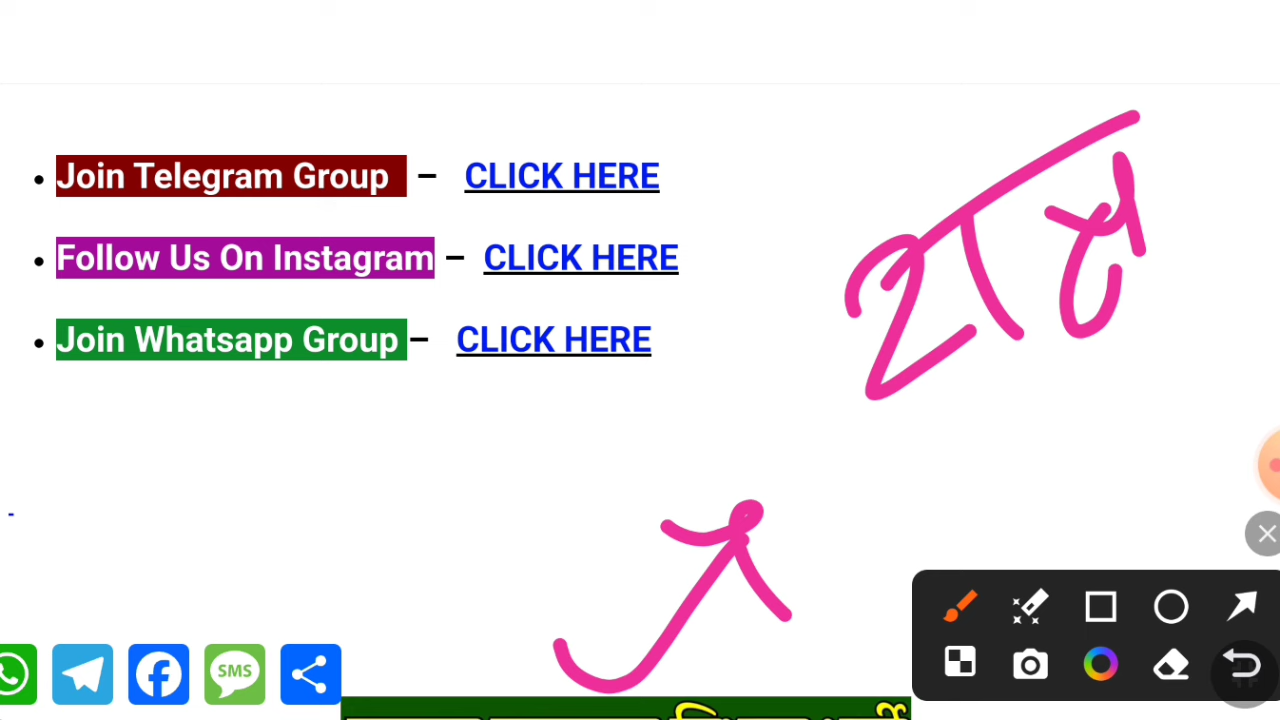 Join Telegram Group – CLICK HERE
Follow Us On Instagram – CLICK HERE
Join Whatsapp Group – CLICK HERE
SMS